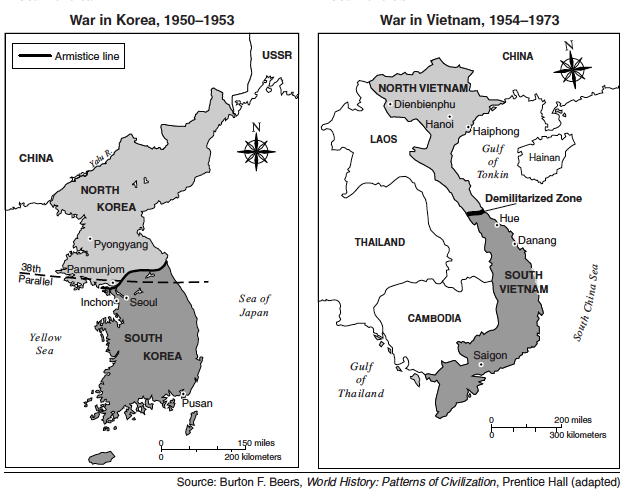 War in Korea, 1950–1953
Armistice line
USSR
N
CHINA
Yalu R.
NORTH
KOREA
Pyongyang
38th
Parallel
Panmunjom
Inchon
Seoul
Sea of
Japan
Yellow
Sea
SOUTH
KOREA
Pusan
0 150 miles
0 200 kilometers
War in Vietnam, 1954–1973
CHINA
N
NORTH VIETNAM
Dienbienphu
Hanoi
Haiphong
LAOS
Gulf
of
Tonkin
Hainan
Demilitarized Zone
Hue
Danang
THAILAND
SOUTH
VIETNAM
South China Sea
CAMBODIA
Saigon
Gulf
of
Thailand
0 200 miles
0 300 kilometers
Source: Burton F. Beers, World History: Patterns of Civilization, Prentice Hall (adapted)